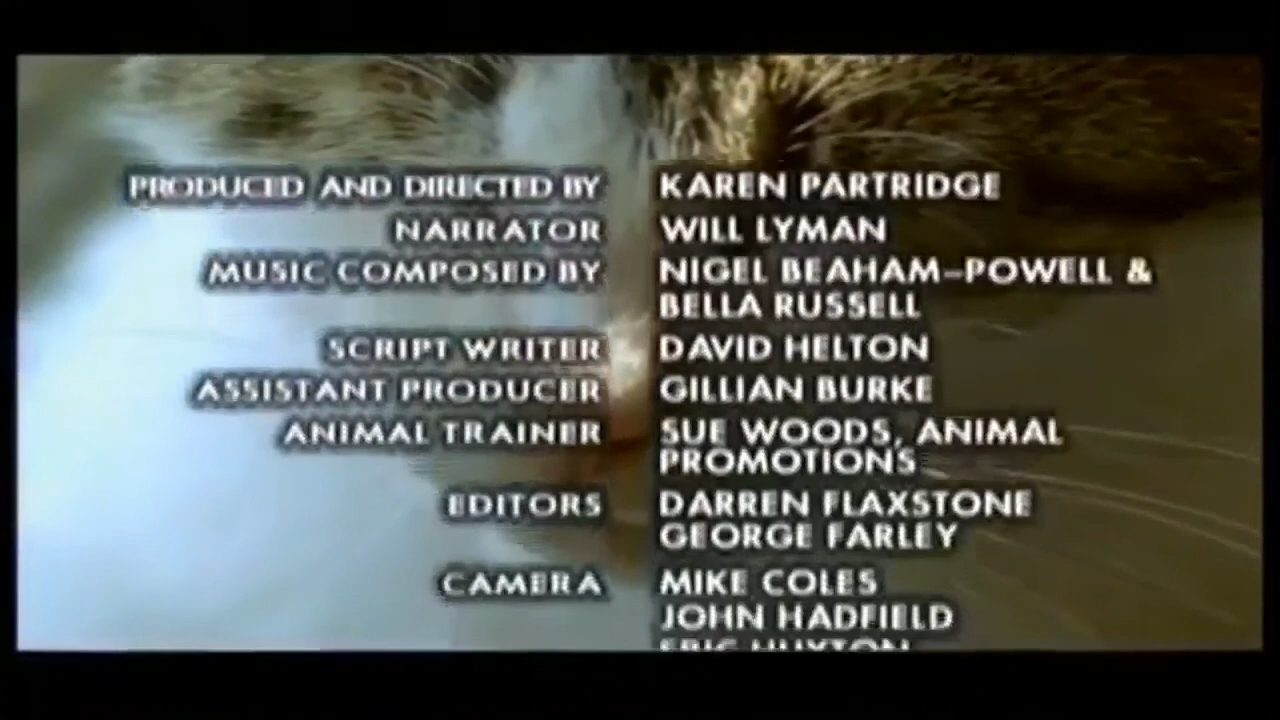 PRODUCED AND DIRECTED BY KAREN PARTRIDGE
NARRATOR WILL LYMAN
MUSIC COMPOSED BY NIGEL BEAHAM-POWELL &
BELLA RUSSELL
SCRIPT WRITER DAVID HELTON
ASSISTANT PRODUCER GILLIAN BURKE
ANIMAL TRAINER SUE WOODS, ANIMAL
PROMOTIONS
EDITORS DARREN FLAXSTONE
GEORGE FARLEY
CAMERA MIKE COLES
JOHN HADFIELD
ERIC HUXTON